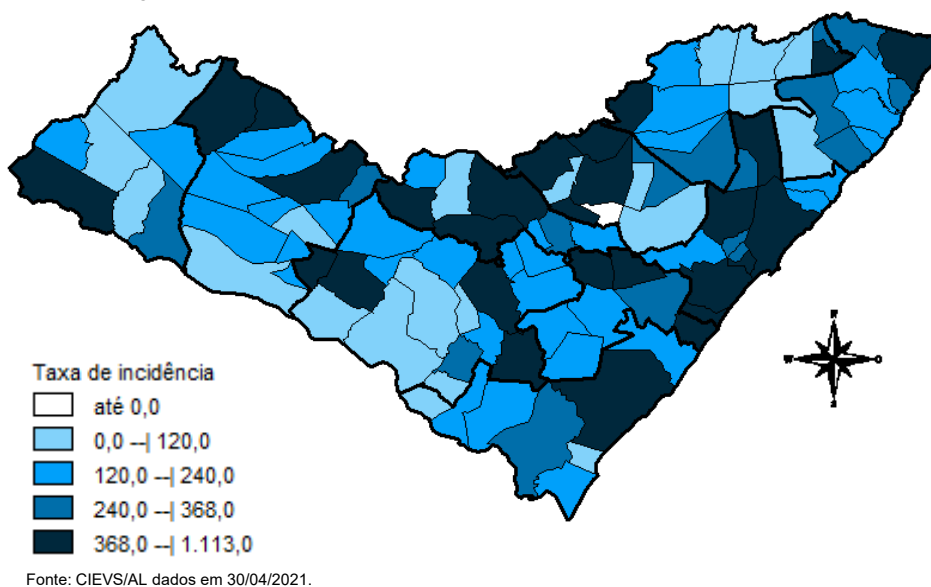 Taxa de incidência
até 0,0
0,0 --| 120,0
120,0 --| 240,0
240,0 --| 368,0
368,0 --| 1.113,0
Fonte: CIEVS/AL dados em 30/04/2021.